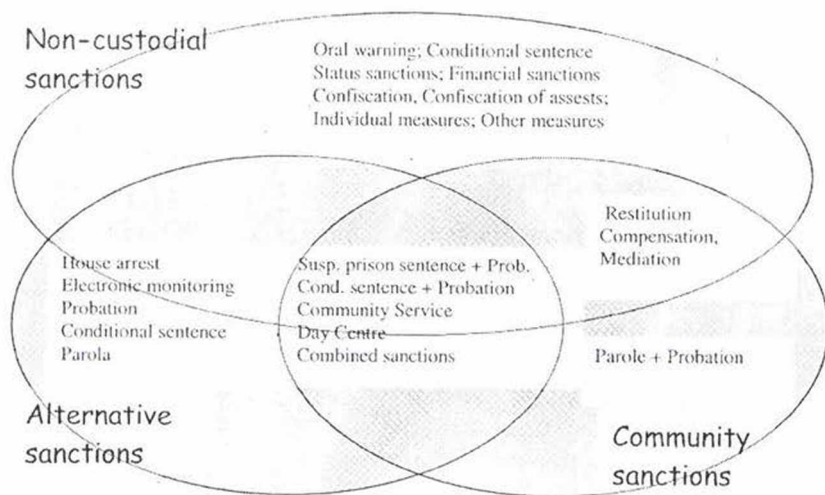 Non-custodial
sanctions
Oral warning; Conditional sentence
Status sanctions; Financial sanctions
Confiscation, Confiscation of assests;
Individual measures; Other measures
Restitution
Compensation,
Mediation
House arrest
Electronic monitoring
Probation
Conditional sentence
Parola
Susp. prison sentence + Prob.
Cond. sentence + Probation
Community Service
Day Centre
Combined sanctions
Parole + Probation
Alternative
sanctions
Community
sanctions